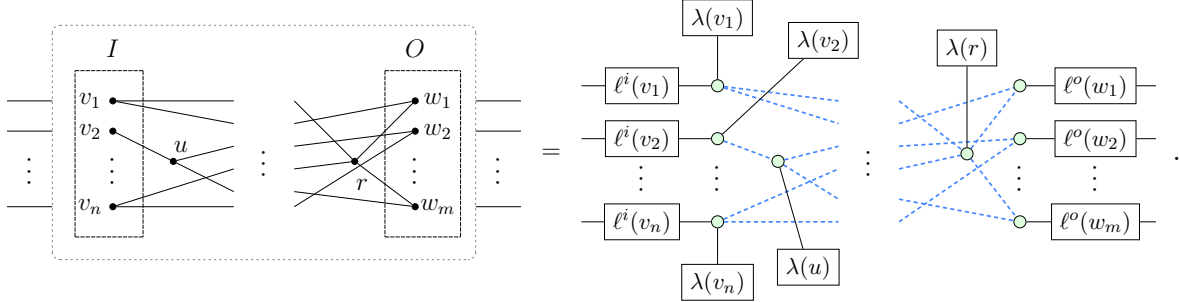 I O
v₁ w₁
v₂ w₂
u
⋮ ⋮ ⋮ ⋮ ⋮
r
vₙ wₘ
=
λ(v₁)
λ(v₂) λ(r)
ℓⁱ(v₁) ℓᵒ(w₁)
ℓⁱ(v₂) ℓᵒ(w₂)
⋮ ⋮ ⋮ ⋮ ⋮ .
ℓⁱ(vₙ) ℓᵒ(wₘ)
λ(u)
λ(vₙ)